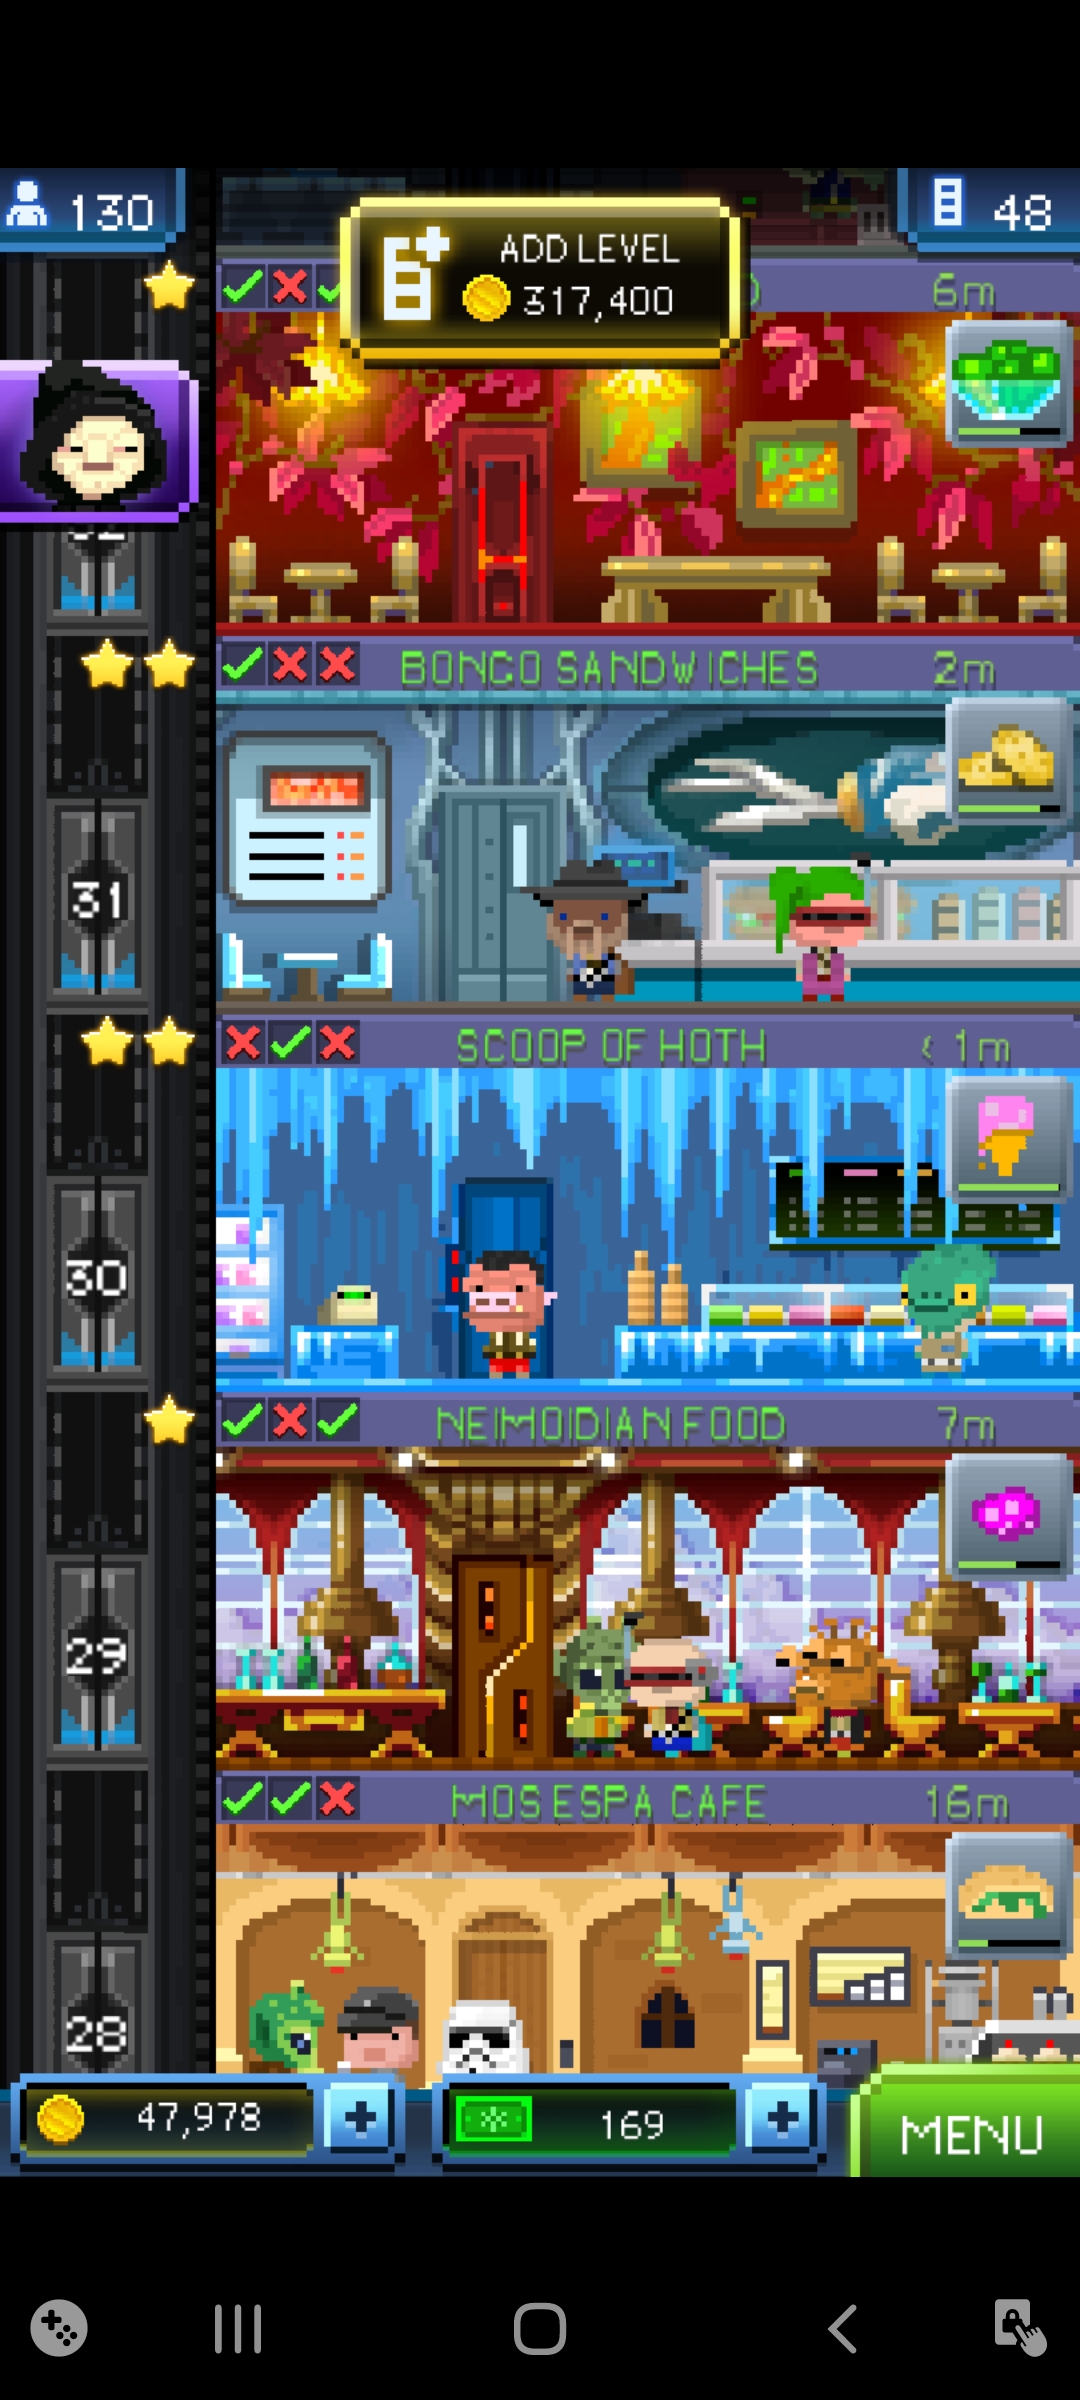 130
ADD LEVEL
317,400
48
6m
BONGO SANDWICHES 2m
31
SCOOP OF HOTH < 1m
30
NEIMOIDIAN FOOD 7m
29
MOS ESPA CAFE 16m
28
47,978 + 169 + MENU